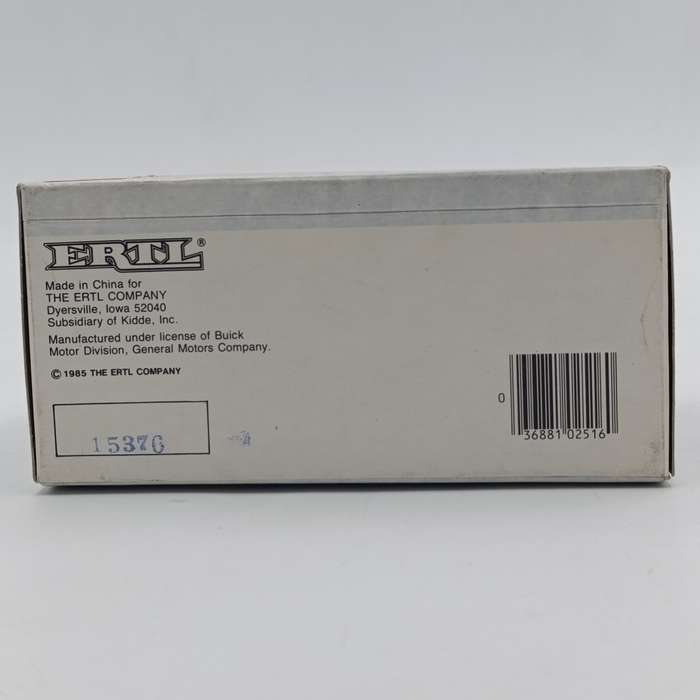 ERTL®
Made in China for
THE ERTL COMPANY
Dyersville, Iowa 52040
Subsidiary of Kidde, Inc.
Manufactured under license of Buick
Motor Division, General Motors Company.
© 1985 THE ERTL COMPANY
15376
0 36881 02516